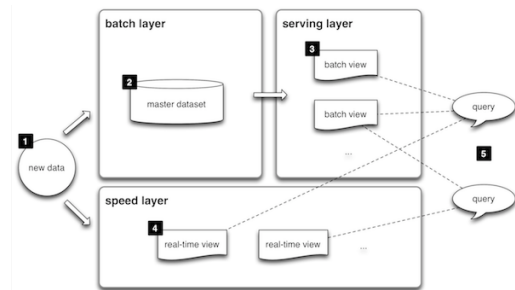 batch layer
serving layer
3
batch view
2
master dataset
batch view
query
1
new data
...
5
speed layer
query
4
real-time view
real-time view
...